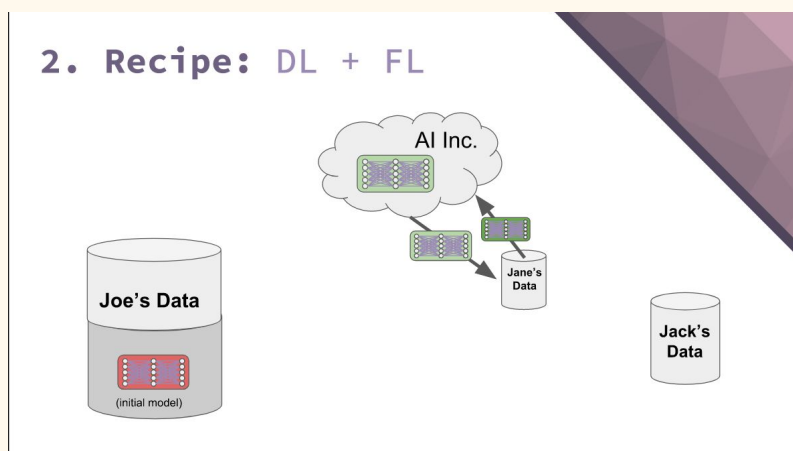 2. Recipe: DL + FL
AI Inc.
Jane's
Data
Joe's Data
Jack's
Data
(initial model)